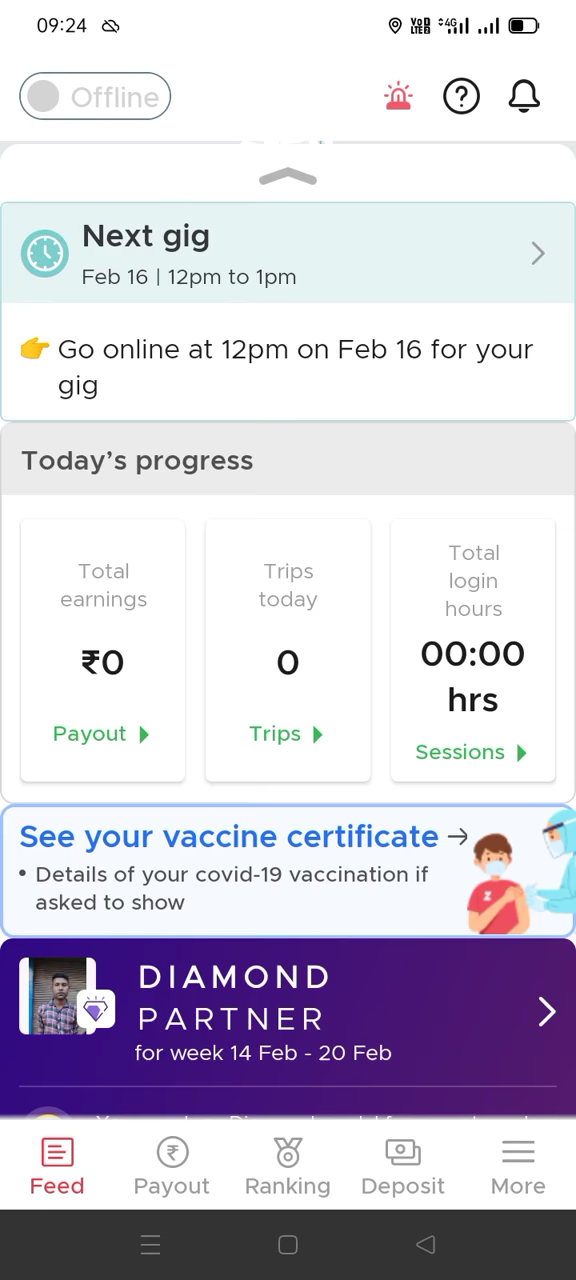 09:24
Vo) LTE
4G
Offline
Next gig
Feb 16 | 12pm to 1pm
👉 Go online at 12pm on Feb 16 for your
gig
Today's progress
Total
earnings
₹0
Payout
Trips
today
0
Trips
Total
login
hours
00:00
hrs
Sessions
See your vaccine certificate →
• Details of your covid-19 vaccination if
asked to show
DIAMOND
PARTNER
for week 14 Feb - 20 Feb
Feed
Payout
Ranking
Deposit
More